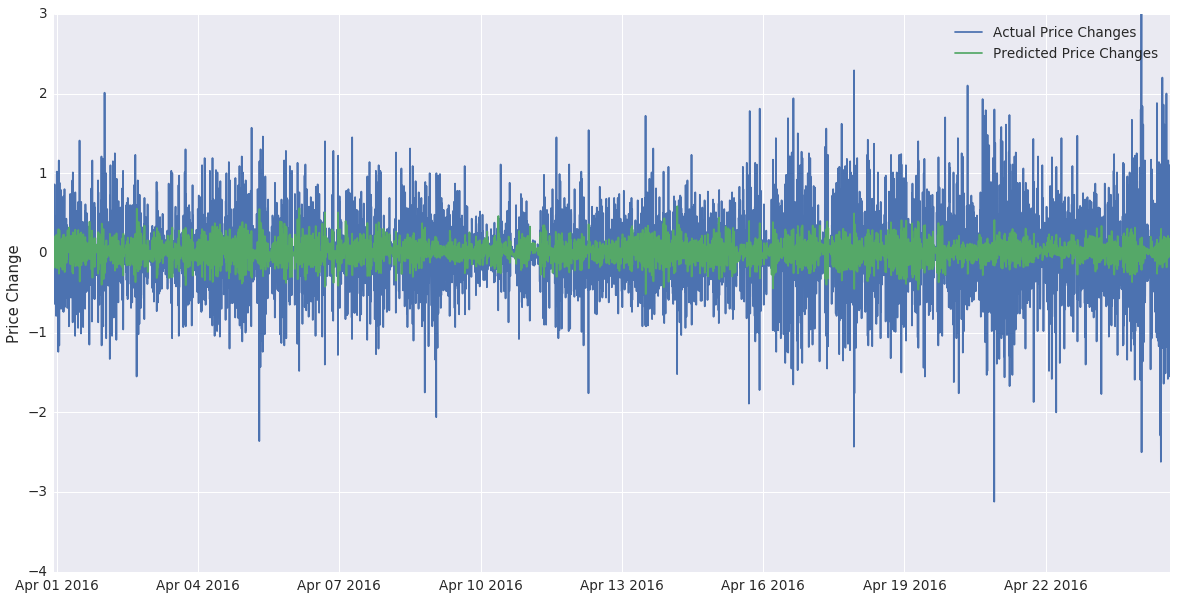 Price Change
3
2
1
0
−1
−2
−3
−4
Actual Price Changes
Predicted Price Changes
Apr 01 2016
Apr 04 2016
Apr 07 2016
Apr 10 2016
Apr 13 2016
Apr 16 2016
Apr 19 2016
Apr 22 2016